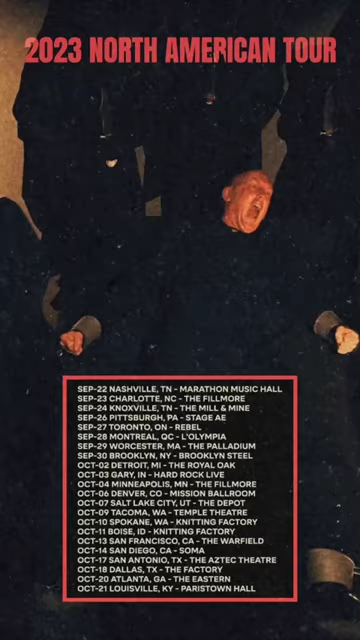 2023 NORTH AMERICAN TOUR
SEP-22 NASHVILLE, TN - MARATHON MUSIC HALL
SEP-23 CHARLOTTE, NC - THE FILLMORE
SEP-24 KNOXVILLE, TN - THE MILL & MINE
SEP-26 PITTSBURGH, PA - STAGE AE
SEP-27 TORONTO, ON - REBEL
SEP-28 MONTREAL, QC - L'OLYMPIA
SEP-29 WORCESTER, MA - THE PALLADIUM
SEP-30 BROOKLYN, NY - BROOKLYN STEEL
OCT-02 DETROIT, MI - THE ROYAL OAK
OCT-03 GARY, IN - HARD ROCK LIVE
OCT-04 MINNEAPOLIS, MN - THE FILLMORE
OCT-06 DENVER, CO - MISSION BALLROOM
OCT-07 SALT LAKE CITY, UT - THE DEPOT
OCT-09 TACOMA, WA - TEMPLE THEATRE
OCT-10 SPOKANE, WA - KNITTING FACTORY
OCT-11 BOISE, ID - KNITTING FACTORY
OCT-13 SAN FRANCISCO, CA - THE WARFIELD
OCT-14 SAN DIEGO, CA - SOMA
OCT-17 SAN ANTONIO, TX - THE AZTEC THEATRE
OCT-18 DALLAS, TX - THE FACTORY
OCT-20 ATLANTA, GA - THE EASTERN
OCT-21 LOUISVILLE, KY - PARISTOWN HALL